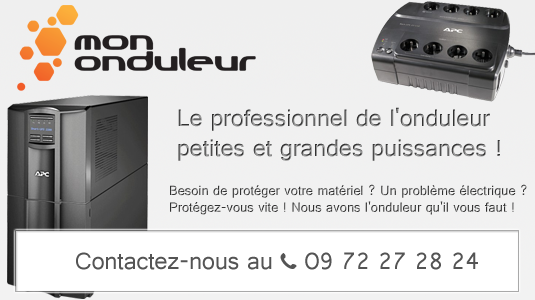 mon
onduleur
APC
Le professionnel de l'onduleur
petites et grandes puissances !
APC
Besoin de protéger votre matériel ? Un problème électrique ?
Protégez-vous vite ! Nous avons l'onduleur qu'il vous faut !
Contactez-nous au 09 72 27 28 24